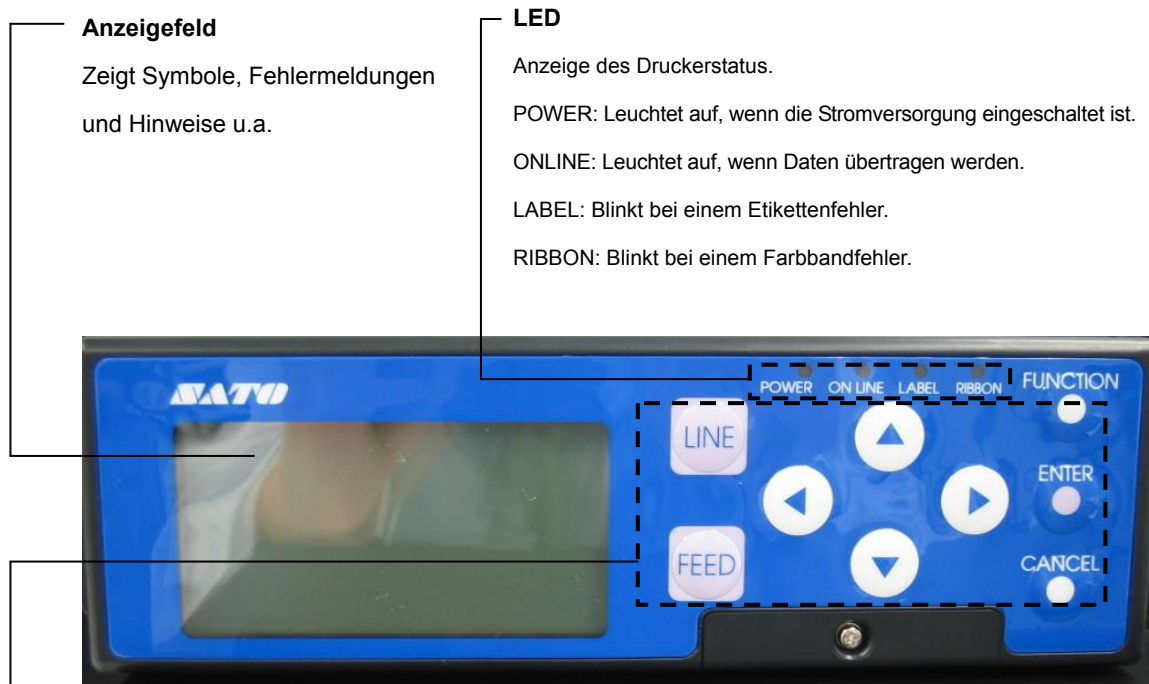 Anzeigefeld
Zeigt Symbole, Fehlermeldungen
und Hinweise u.a.
LED
Anzeige des Druckerstatus.
POWER: Leuchtet auf, wenn die Stromversorgung eingeschaltet ist.
ONLINE: Leuchtet auf, wenn Daten übertragen werden.
LABEL: Blinkt bei einem Etikettenfehler.
RIBBON: Blinkt bei einem Farbbandfehler.
SATO
POWER ON LINE LABEL RIBBON FUNCTION
LINE
ENTER
FEED
CANCEL